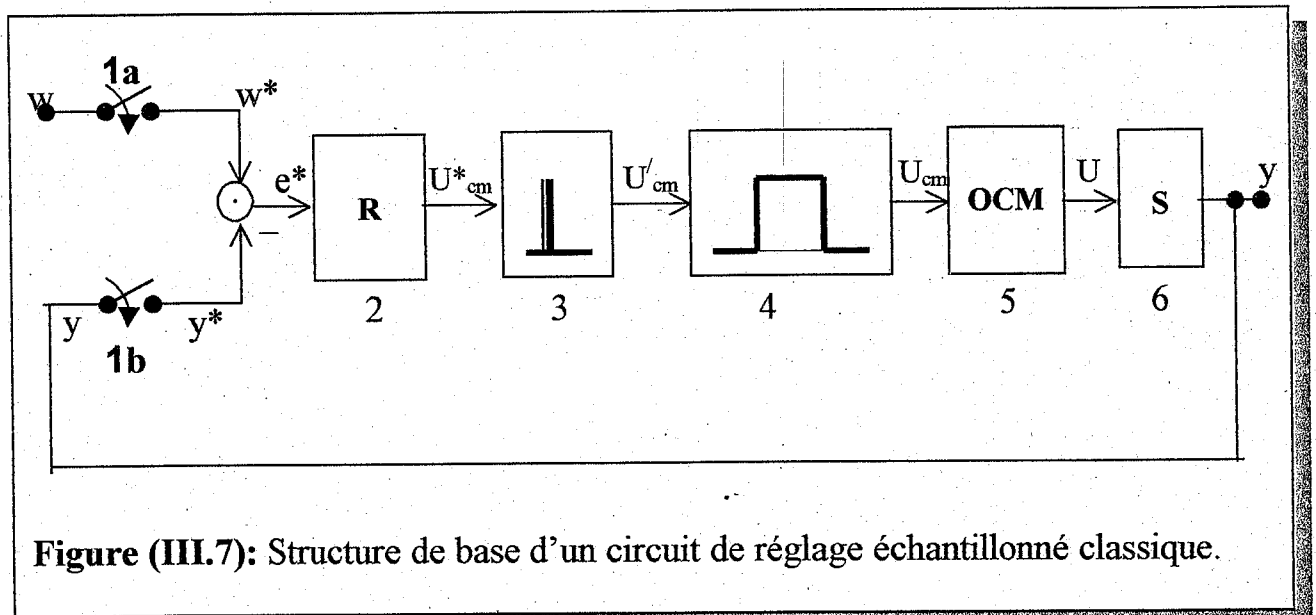 1a
w w*
e* R U*cm U/cm Ucm OCM U S y
2 3 4 5 6
y y*
1b
Figure (III.7): Structure de base d'un circuit de réglage échantillonné classique.